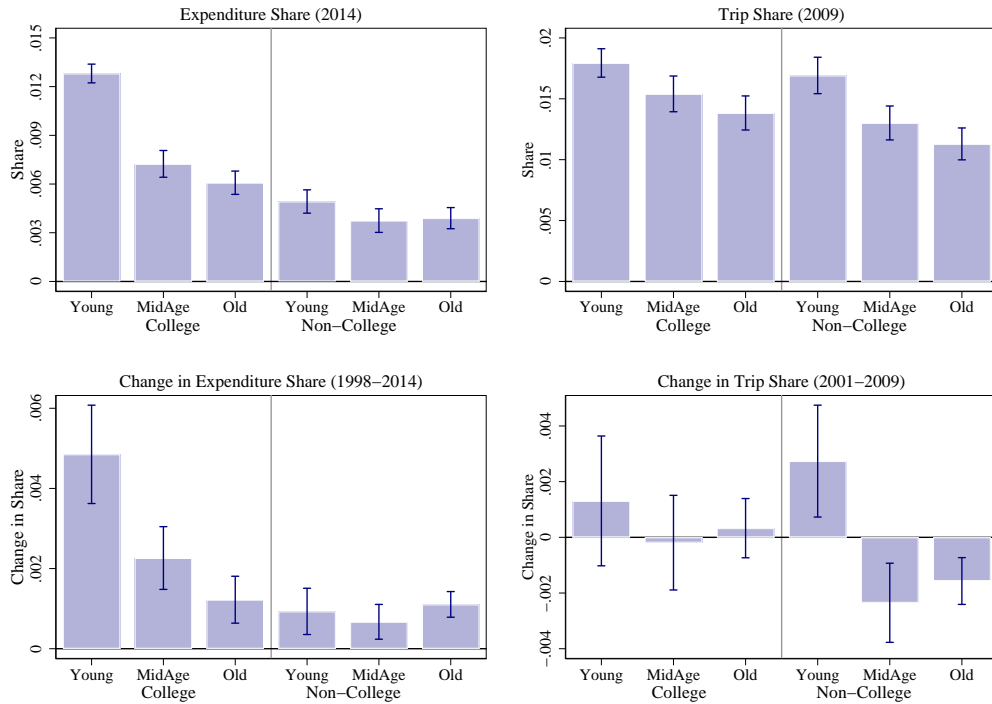 Expenditure Share (2014)
Share
.015
.012
.009
.006
.003
0
Young MidAge Old Young MidAge Old
College Non−College
Trip Share (2009)
Share
.02
.015
.01
.005
0
Young MidAge Old Young MidAge Old
College Non−College
Change in Expenditure Share (1998−2014)
Change in Share
.006
.004
.002
0
Young MidAge Old Young MidAge Old
College Non−College
Change in Trip Share (2001−2009)
Change in Share
.004
.002
0
−.002
−.004
Young MidAge Old Young MidAge Old
College Non−College